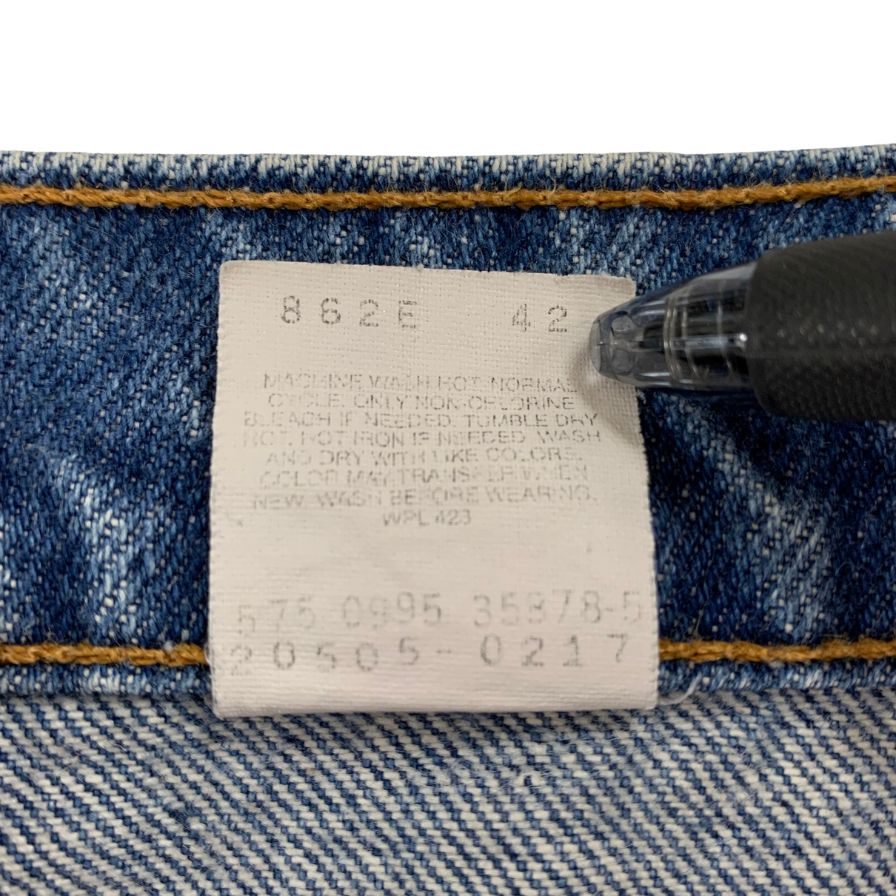 862E 42
MACHINE WASH HOT NORMAL
CYCLE. ONLY NON-CHLORINE
BLEACH IF NEEDED. TUMBLE DRY
HOT IRON IF NEEDED. WASH
AND DRY WITH LIKE COLORS.
COLOR MAY TRANSFER WHEN
NEW. WASH BEFORE WEARING.
WPL 423
575 0995 35878-5
20505-0217